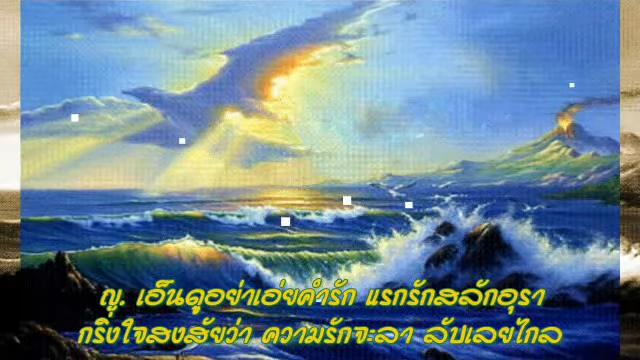 ญ. เอ็นดูอย่าเอ่ยคำรัก แรกรักสลักอุรา
กริ่งใจสงสัยว่า ความรักจะลา ลับเลยไกล